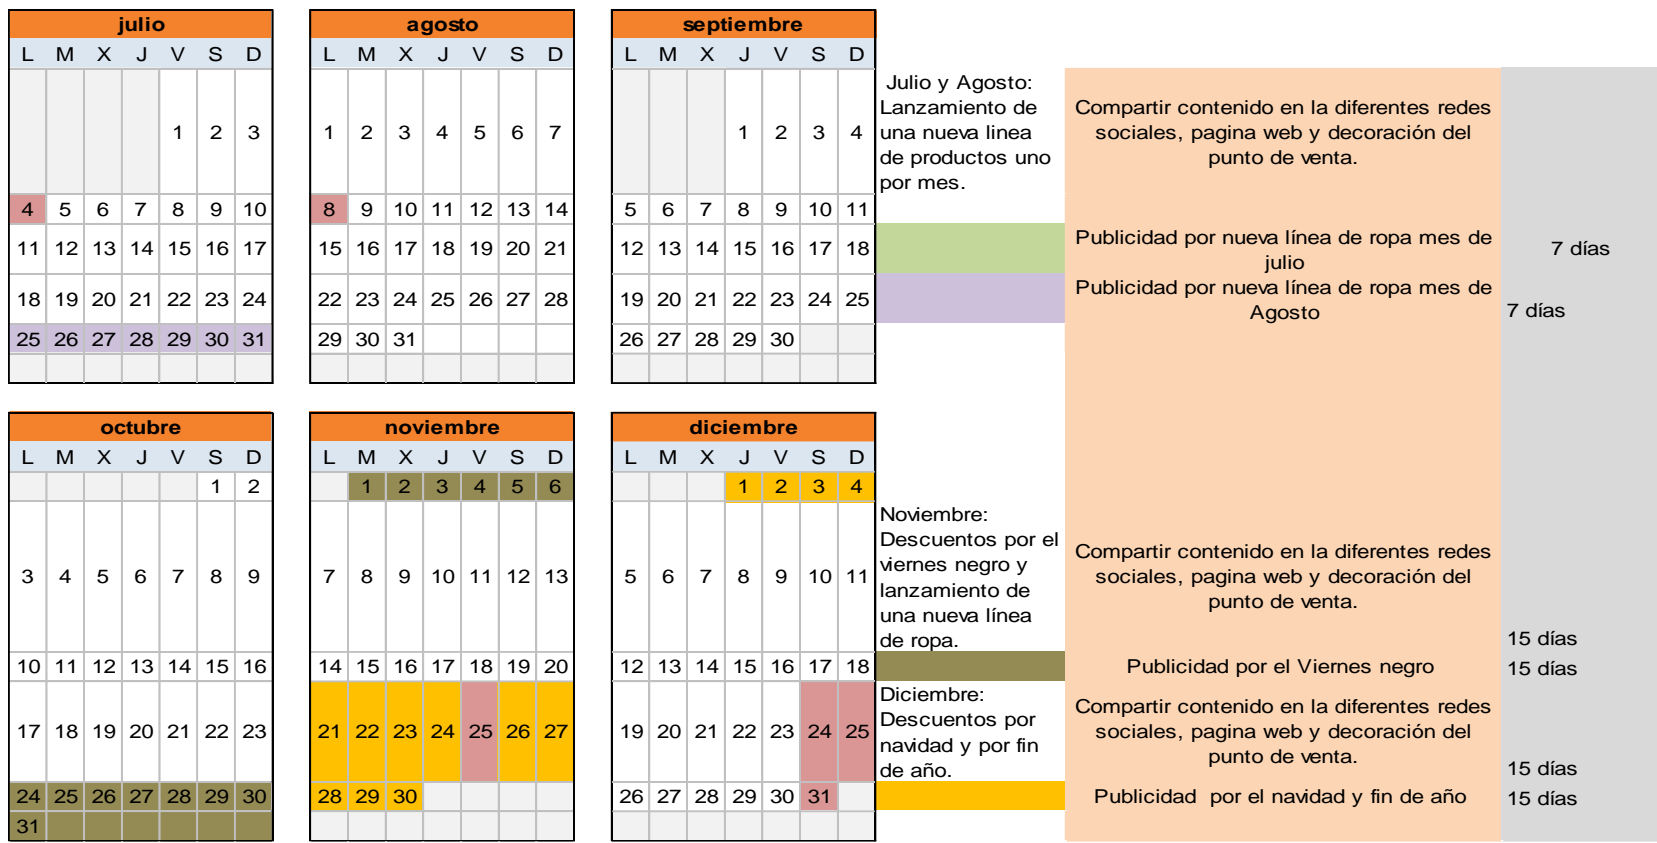 julio agosto septiembre
L M X J V S D L M X J V S D L M X J V S D
Julio y Agosto:
Lanzamiento de
una nueva linea
de productos uno
por mes.
Compartir contenido en la diferentes redes
sociales, pagina web y decoración del
punto de venta.
1 2 3 1 2 3 4 5 6 7 1 2 3 4
4 5 6 7 8 9 10 8 9 10 11 12 13 14 5 6 7 8 9 10 11
11 12 13 14 15 16 17 15 16 17 18 19 20 21 12 13 14 15 16 17 18
Publicidad por nueva línea de ropa mes de
julio
7 días
18 19 20 21 22 23 24 22 23 24 25 26 27 28 19 20 21 22 23 24 25
Publicidad por nueva línea de ropa mes de
Agosto
7 días
25 26 27 28 29 30 31 29 30 31 26 27 28 29 30
octubre noviembre diciembre
L M X J V S D L M X J V S D L M X J V S D
1 2 1 2 3 4 5 6 1 2 3 4
3 4 5 6 7 8 9 7 8 9 10 11 12 13 5 6 7 8 9 10 11
Noviembre:
Descuentos por el
viernes negro y
lanzamiento de
una nueva línea
de ropa.
Compartir contenido en la diferentes redes
sociales, pagina web y decoración del
punto de venta.
15 días
10 11 12 13 14 15 16 14 15 16 17 18 19 20 12 13 14 15 16 17 18
Publicidad por el Viernes negro
15 días
17 18 19 20 21 22 23 21 22 23 24 25 26 27 19 20 21 22 23 24 25
Diciembre:
Descuentos por
navidad y por fin
de año.
Compartir contenido en la diferentes redes
sociales, pagina web y decoración del
punto de venta.
15 días
24 25 26 27 28 29 30 28 29 30 26 27 28 29 30 31
Publicidad por el navidad y fin de año
15 días
31